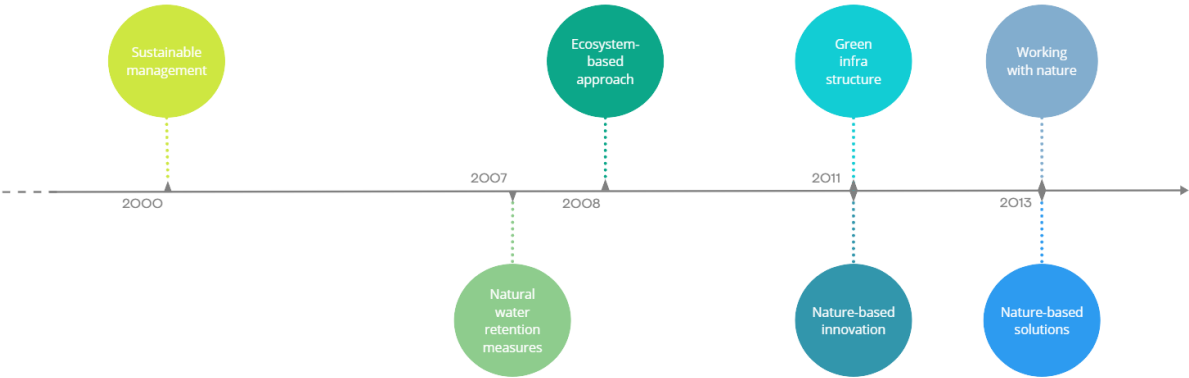 Sustainable
management
Ecosystem-
based
approach
Green
infra
structure
Working
with nature
2007
2011
2000
2008
2013
Natural
water
retention
measures
Nature-based
innovation
Nature-based
solutions